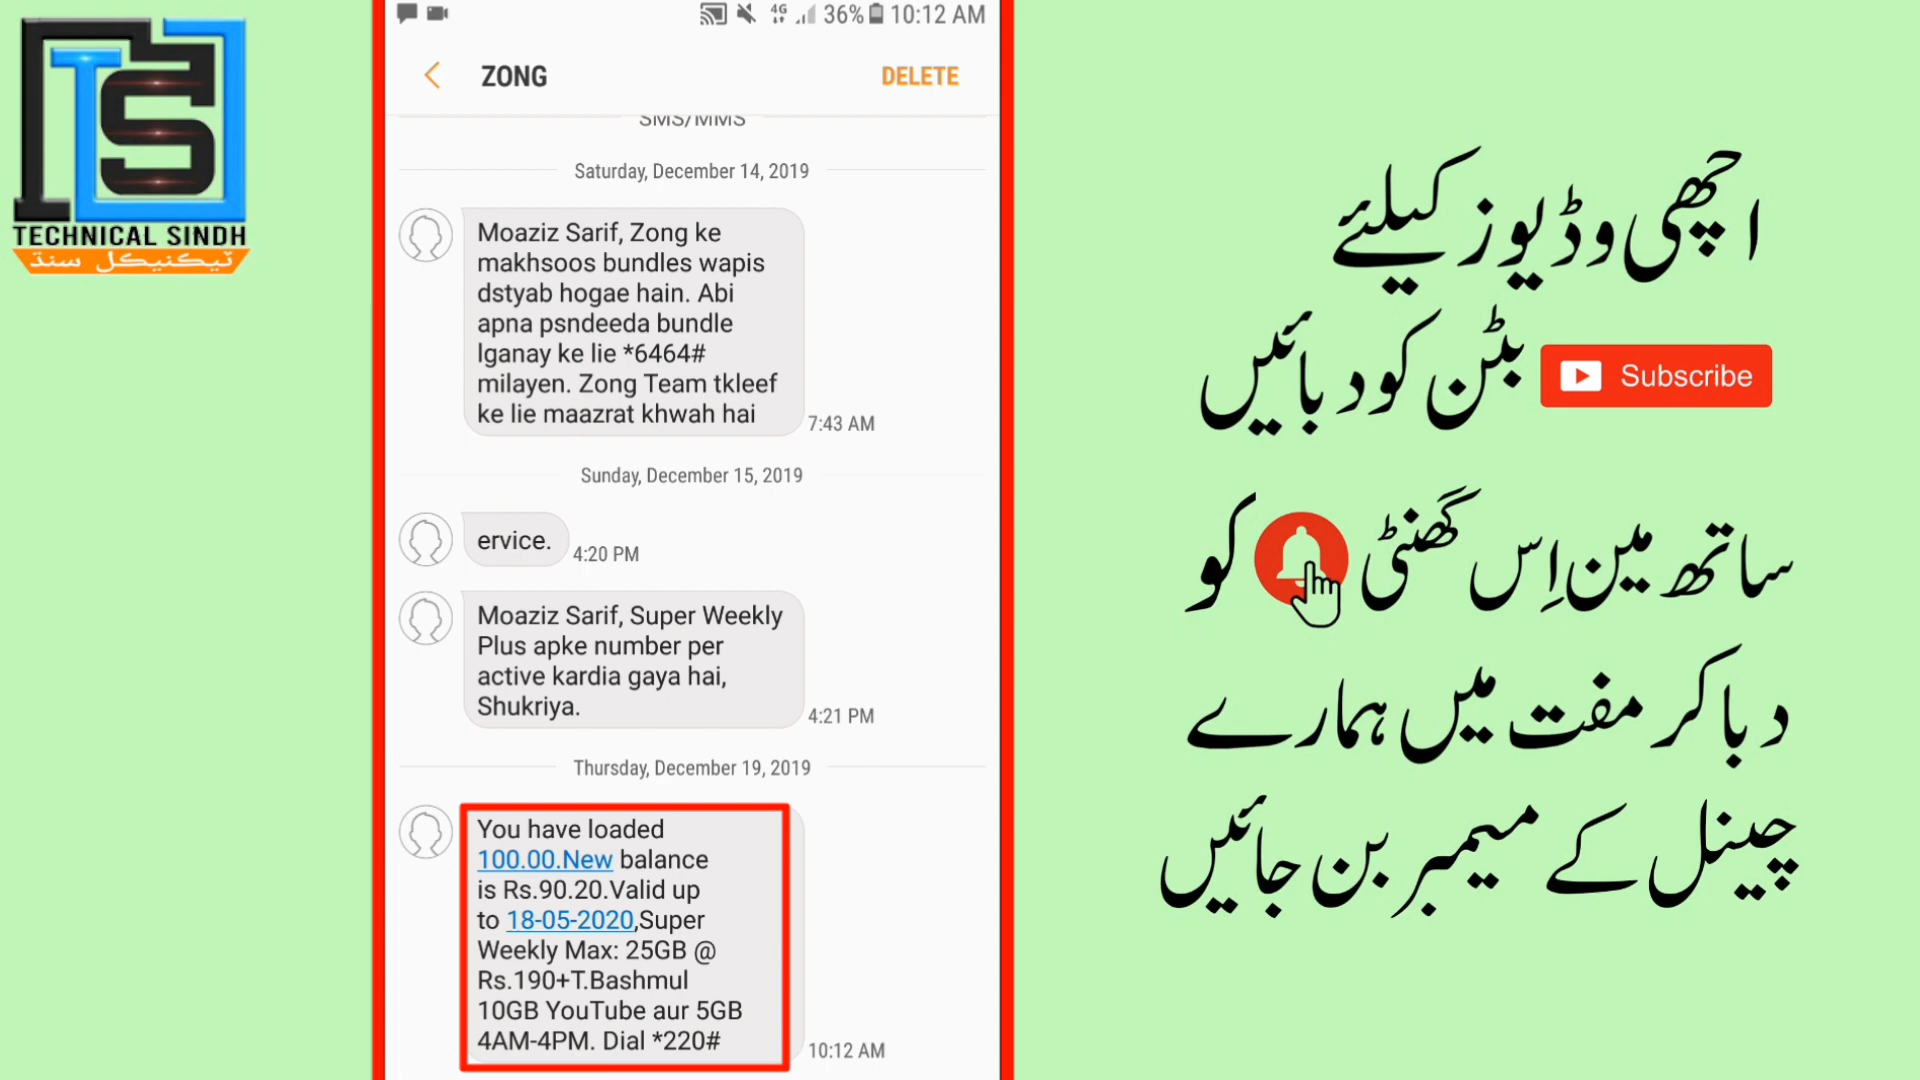 TECHNICAL SINDH
ٽيڪنيڪل سنڌ
4G 36% 10:12 AM
ZONG
DELETE
SMS/MMS
Saturday, December 14, 2019
Moaziz Sarif, Zong ke
makhsoos bundles wapis
dstyab hogae hain. Abi
apna psndeeda bundle
lganay ke lie *6464#
milayen. Zong Team tkleef
ke lie maazrat khwah hai
7:43 AM
Sunday, December 15, 2019
ervice.
4:20 PM
Moaziz Sarif, Super Weekly
Plus apke number per
active kardia gaya hai,
Shukriya.
4:21 PM
Thursday, December 19, 2019
You have loaded
100.00.New balance
is Rs.90.20.Valid up
to 18-05-2020,Super
Weekly Max: 25GB @
Rs.190+T.Bashmul
10GB YouTube aur 5GB
4AM-4PM. Dial *220#
10:12 AM
اچھی وڈیوز کیلئے
Subscribe بٹن کو دبائیں
ساتھ مین اِس گھنٹی کو
دبا کر مفت میں ہمارے
چینل کے میمبر بن جائیں